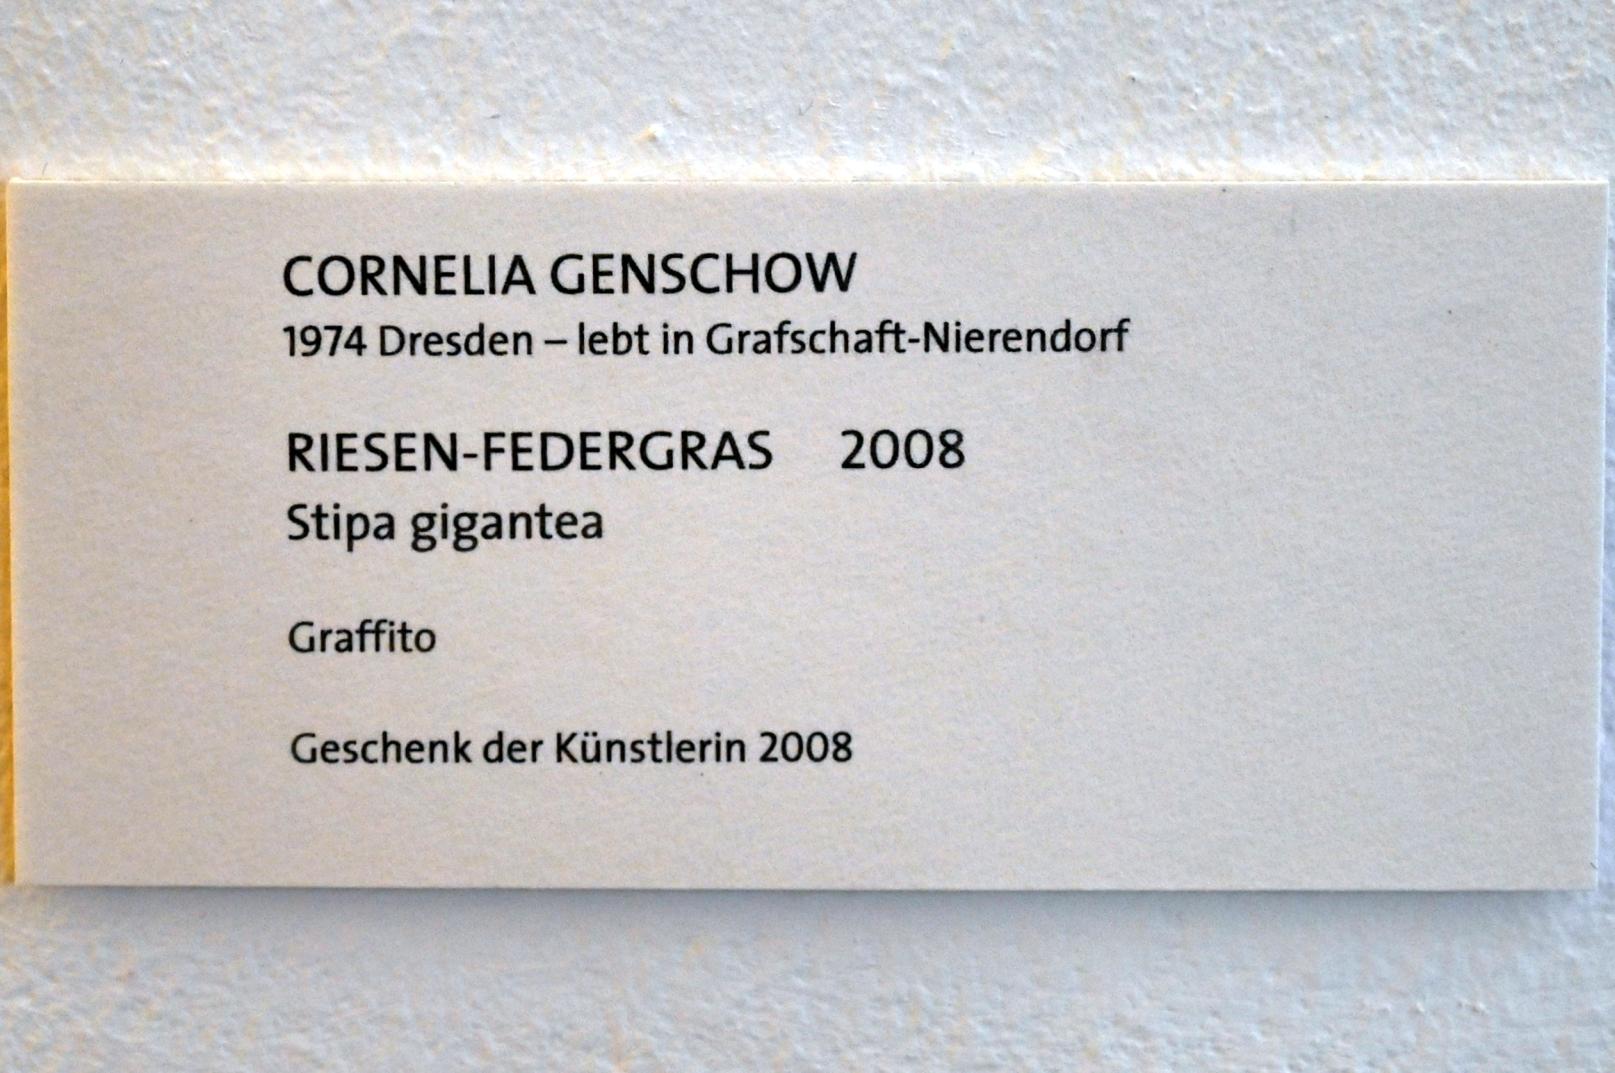 CORNELIA GENSCHOW
1974 Dresden – lebt in Grafschaft-Nierendorf
RIESEN-FEDERGRAS 2008
Stipa gigantea
Graffito
Geschenk der Künstlerin 2008